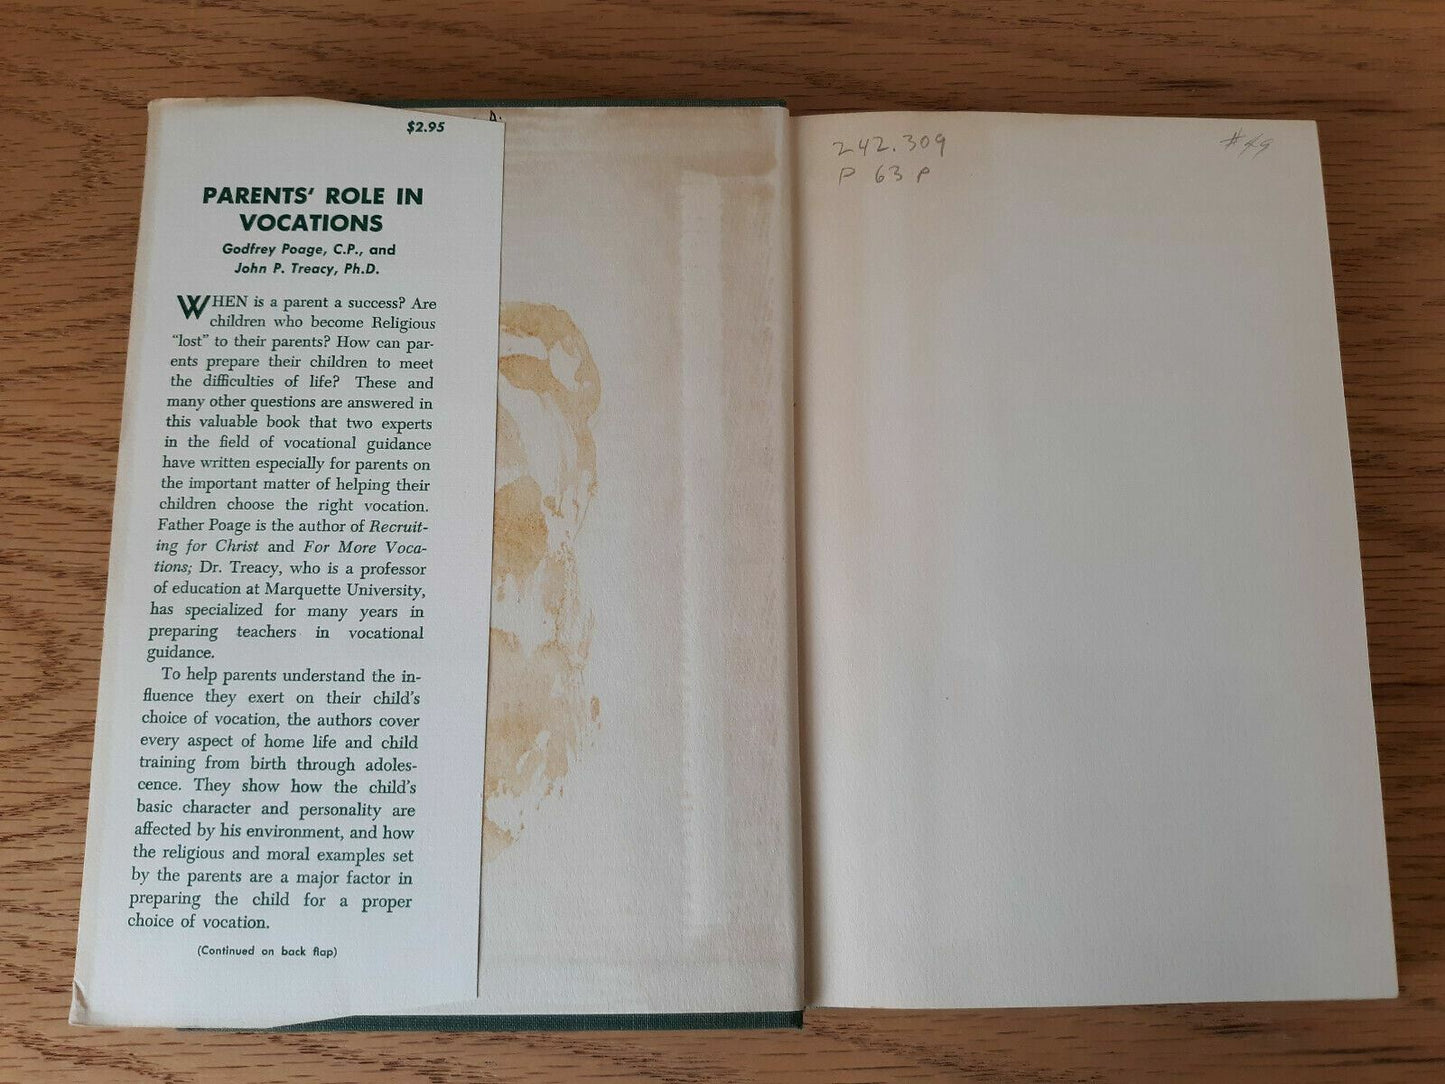 $2.95
PARENTS' ROLE IN
VOCATIONS
Godfrey Poage, C.P., and
John P. Treacy, Ph.D.
WHEN is a parent a success? Are
children who become Religious
"lost" to their parents? How can par-
ents prepare their children to meet
the difficulties of life? These and
many other questions are answered in
this valuable book that two experts
in the field of vocational guidance
have written especially for parents on
the important matter of helping their
children choose the right vocation.
Father Poage is the author of Recruit-
ing for Christ and For More Voca-
tions; Dr. Treacy, who is a professor
of education at Marquette University,
has specialized for many years in
preparing teachers in vocational
guidance.
To help parents understand the in-
fluence they exert on their child's
choice of vocation, the authors cover
every aspect of home life and child
training from birth through adoles-
cence. They show how the child's
basic character and personality are
affected by his environment, and how
the religious and moral examples set
by the parents are a major factor in
preparing the child for a proper
choice of vocation.
(Continued on back flap)
242.309
P 63 p